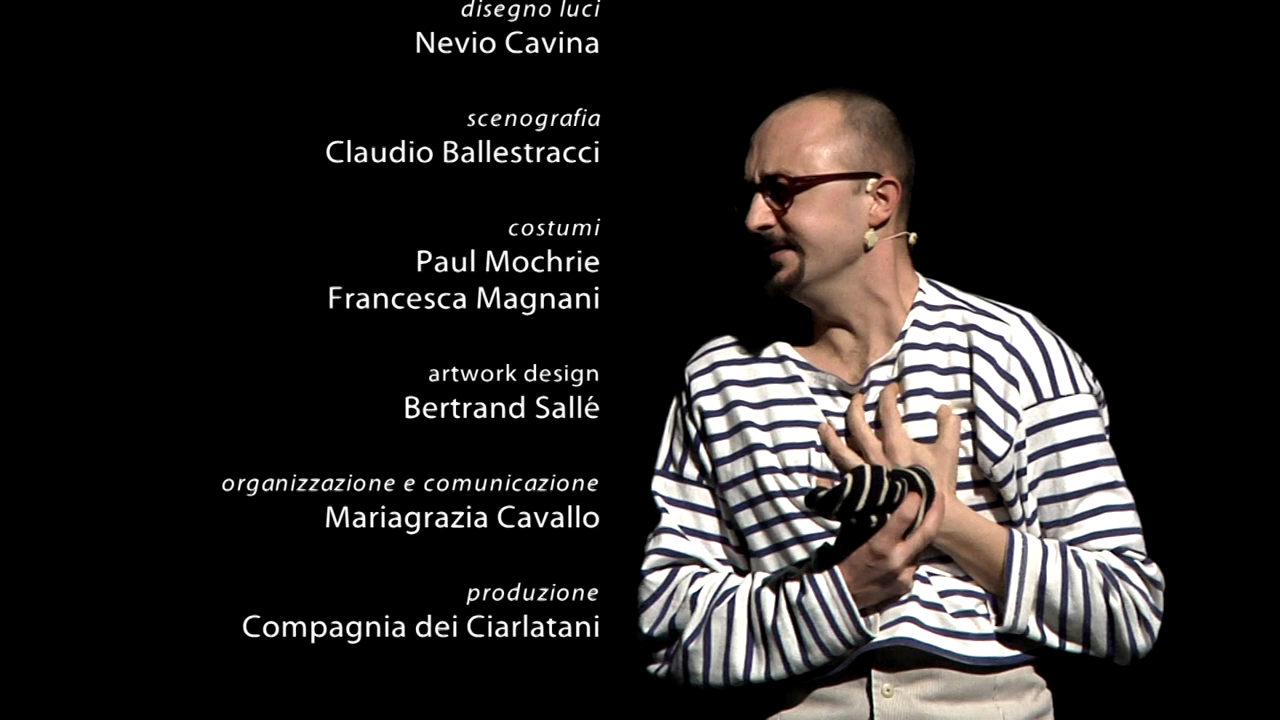 disegno luci
Nevio Cavina
scenografia
Claudio Ballestracci
costumi
Paul Mochrie
Francesca Magnani
artwork design
Bertrand Sallé
organizzazione e comunicazione
Mariagrazia Cavallo
produzione
Compagnia dei Ciarlatani